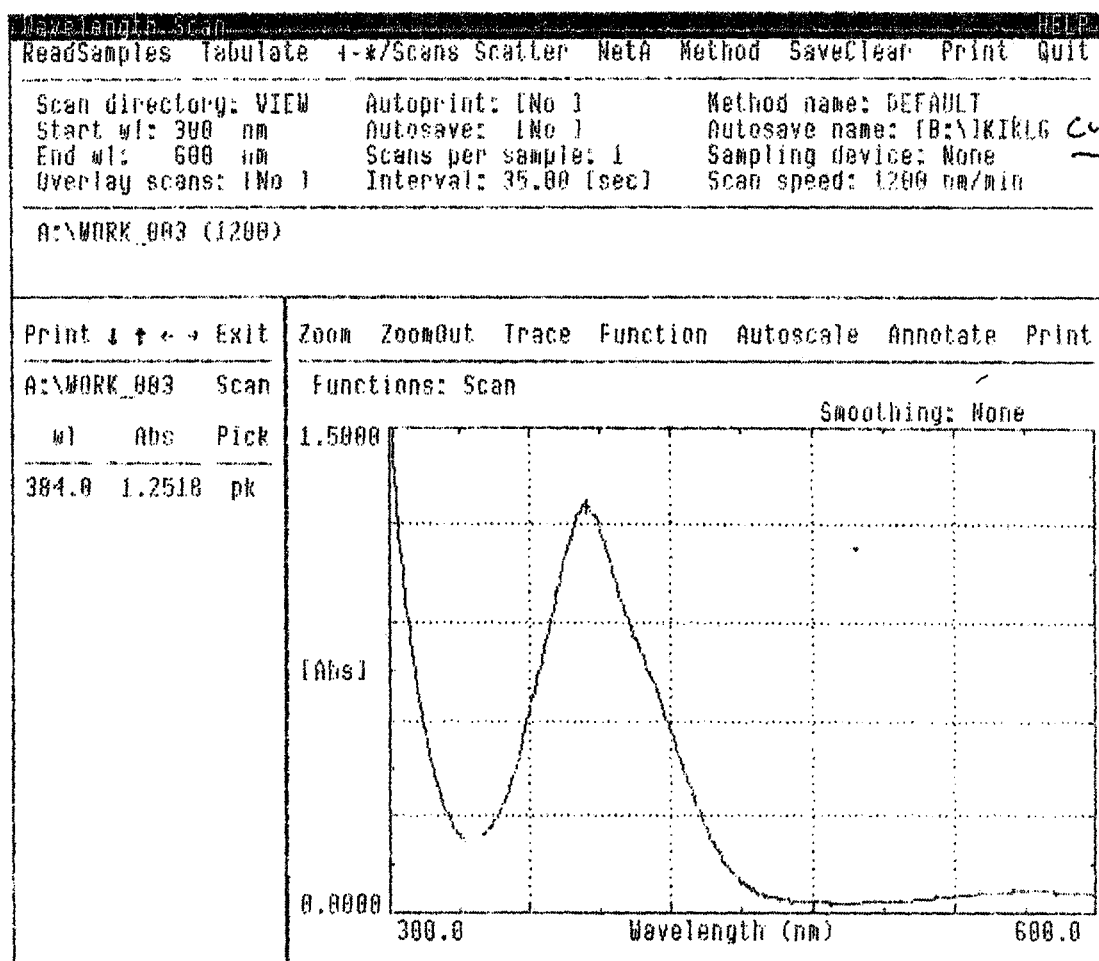 Wavelength Scan HELP
ReadSamples Tabulate +-*/Scans Scatter NetA Method SaveClear Print Quit
Scan directory: VIEW Autoprint: [No ] Method name: DEFAULT
Start wl: 300 nm Autosave: [No ] Autosave name: [B:\]KIRLG
End wl: 600 nm Scans per sample: 1 Sampling device: None
Overlay scans: [No ] Interval: 35.00 [sec] Scan speed: 1200 nm/min
A:\WORK_003 (1200)
Print ↓ ↑ ← → Exit
A:\WORK_003 Scan
wl Abs Pick
384.0 1.2518 pk
Zoom ZoomOut Trace Function Autoscale Annotate Print
Functions: Scan
Smoothing: None
1.5000
[Abs]
0.0000
300.0 Wavelength (nm) 600.0